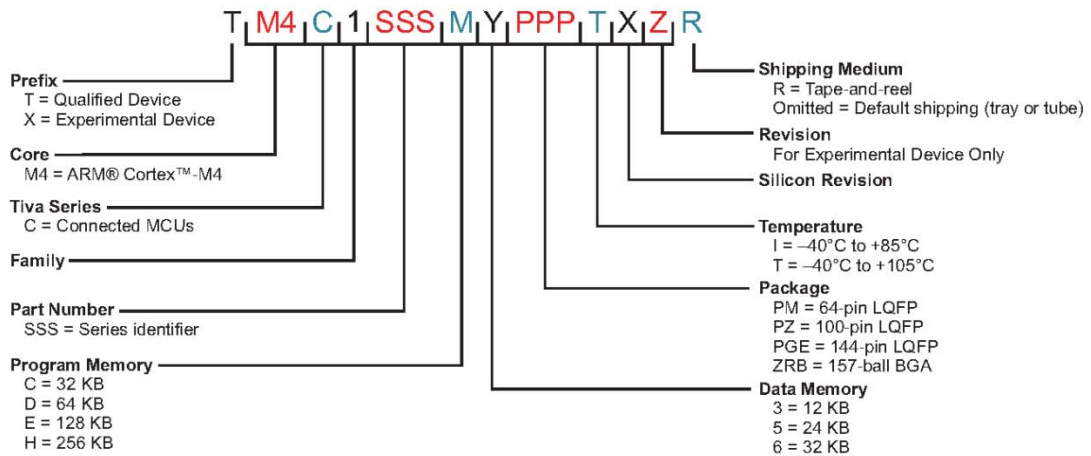 T M4 C 1 SSS M Y PPP T X Z R
Prefix
T = Qualified Device
X = Experimental Device
Core
M4 = ARM® Cortex™-M4
Tiva Series
C = Connected MCUs
Family
Part Number
SSS = Series identifier
Program Memory
C = 32 KB
D = 64 KB
E = 128 KB
H = 256 KB
Shipping Medium
R = Tape-and-reel
Omitted = Default shipping (tray or tube)
Revision
For Experimental Device Only
Silicon Revision
Temperature
I = –40°C to +85°C
T = –40°C to +105°C
Package
PM = 64-pin LQFP
PZ = 100-pin LQFP
PGE = 144-pin LQFP
ZRB = 157-ball BGA
Data Memory
3 = 12 KB
5 = 24 KB
6 = 32 KB